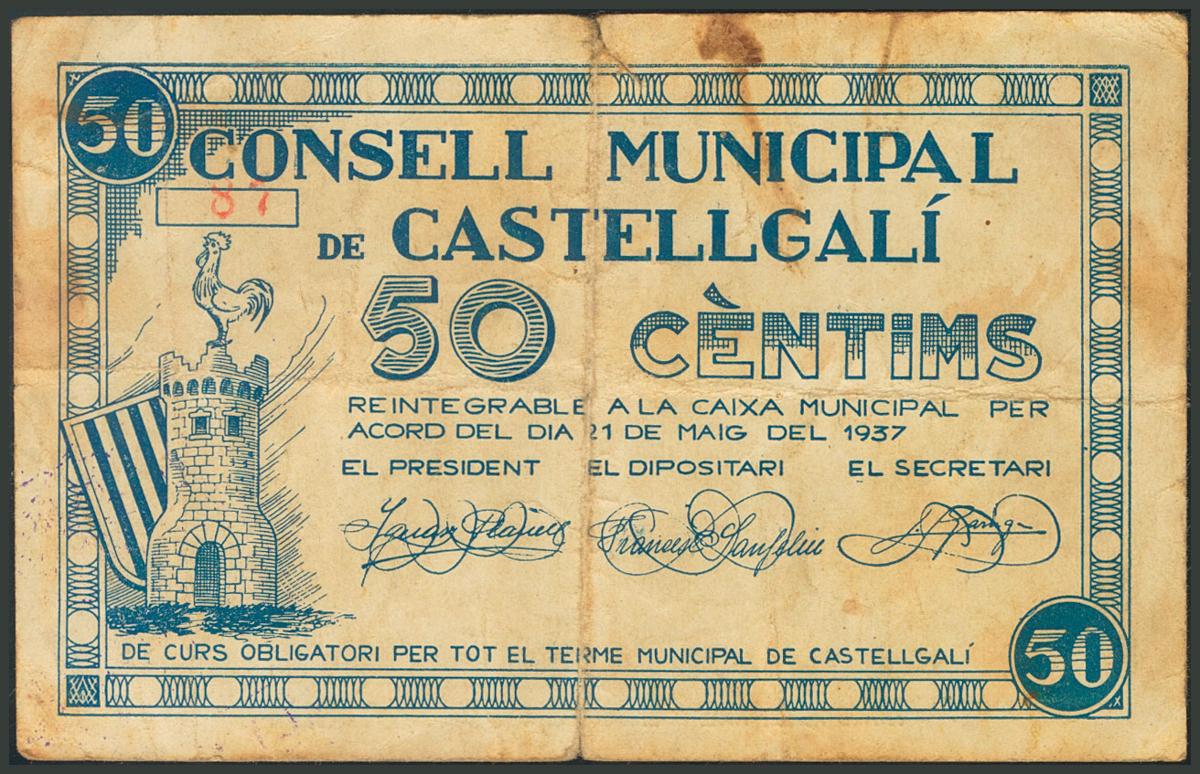 50
CONSELL MUNICIPAL
87
DE CASTELLGALÍ
50 CÈNTIMS
REINTEGRABLE A LA CAIXA MUNICIPAL PER
ACORD DEL DIA 21 DE MAIG DEL 1937
EL PRESIDENT EL DIPOSITARI EL SECRETARI
DE CURS OBLIGATORI PER TOT EL TERME MUNICIPAL DE CASTELLGALÍ
50